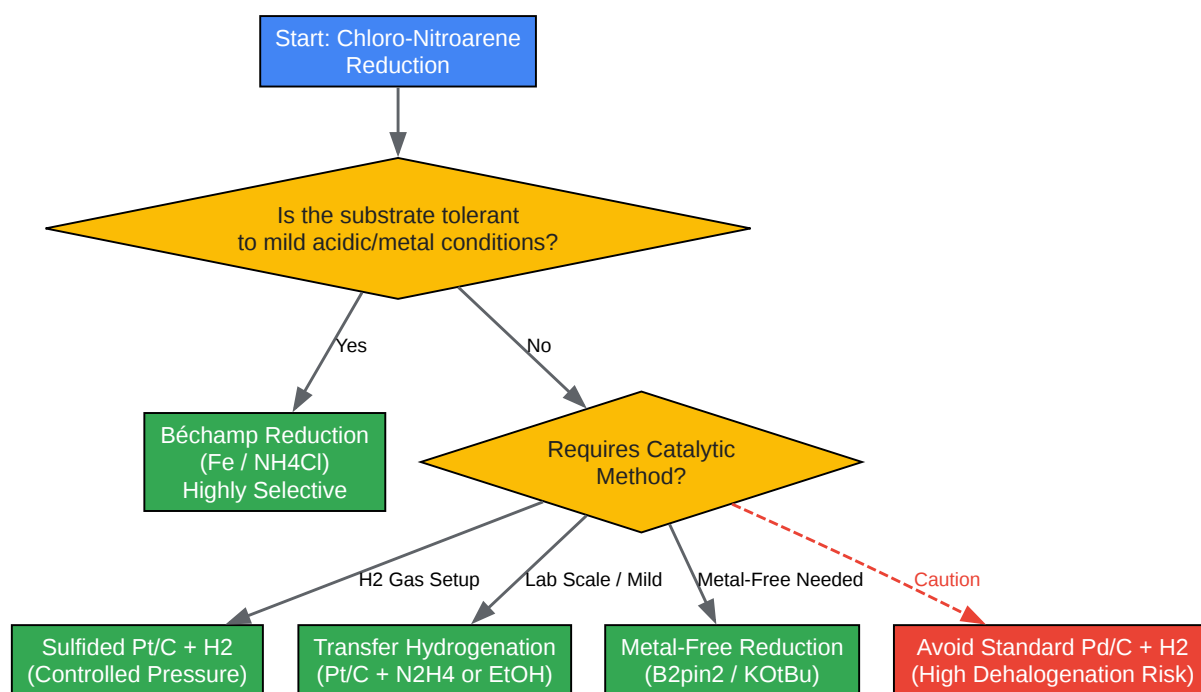 Start: Chloro-Nitroarene
Reduction
Is the substrate tolerant
to mild acidic/metal conditions?
Yes
No
Béchamp Reduction
(Fe / NH4Cl)
Highly Selective
Requires Catalytic
Method?
H2 Gas Setup
Lab Scale / Mild
Metal-Free Needed
Caution
Sulfided Pt/C + H2
(Controlled Pressure)
Transfer Hydrogenation
(Pt/C + N2H4 or EtOH)
Metal-Free Reduction
(B2pin2 / KOtBu)
Avoid Standard Pd/C + H2
(High Dehalogenation Risk)